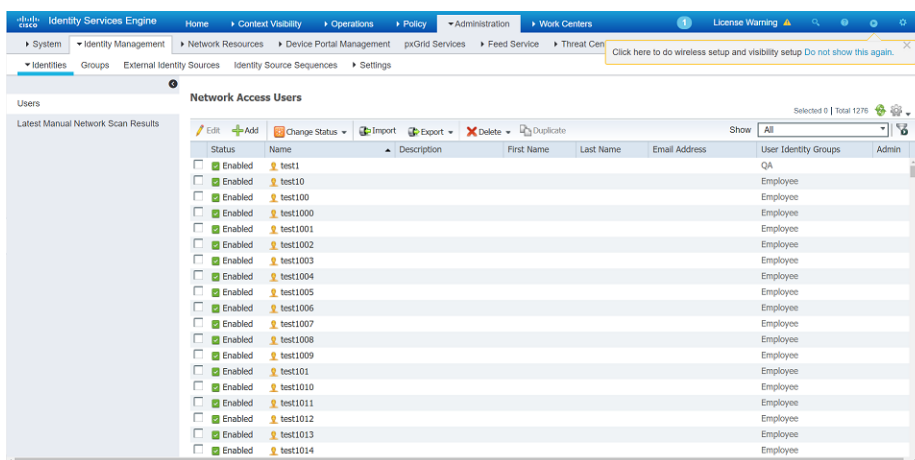 cisco Identity Services Engine Home Context Visibility Operations Policy Administration Work Centers 1 License Warning
System Identity Management Network Resources Device Portal Management pxGrid Services Feed Service Threat Cen
Click here to do wireless setup and visibility setup Do not show this again.
Identities Groups External Identity Sources Identity Source Sequences Settings
Users
Latest Manual Network Scan Results
Network Access Users
Selected 0 | Total 1276
Edit Add Change Status Import Export Delete Duplicate Show All
Status Name Description First Name Last Name Email Address User Identity Groups Admin
Enabled test1 QA
Enabled test10 Employee
Enabled test100 Employee
Enabled test1000 Employee
Enabled test1001 Employee
Enabled test1002 Employee
Enabled test1003 Employee
Enabled test1004 Employee
Enabled test1005 Employee
Enabled test1006 Employee
Enabled test1007 Employee
Enabled test1008 Employee
Enabled test1009 Employee
Enabled test101 Employee
Enabled test1010 Employee
Enabled test1011 Employee
Enabled test1012 Employee
Enabled test1013 Employee
Enabled test1014 Employee